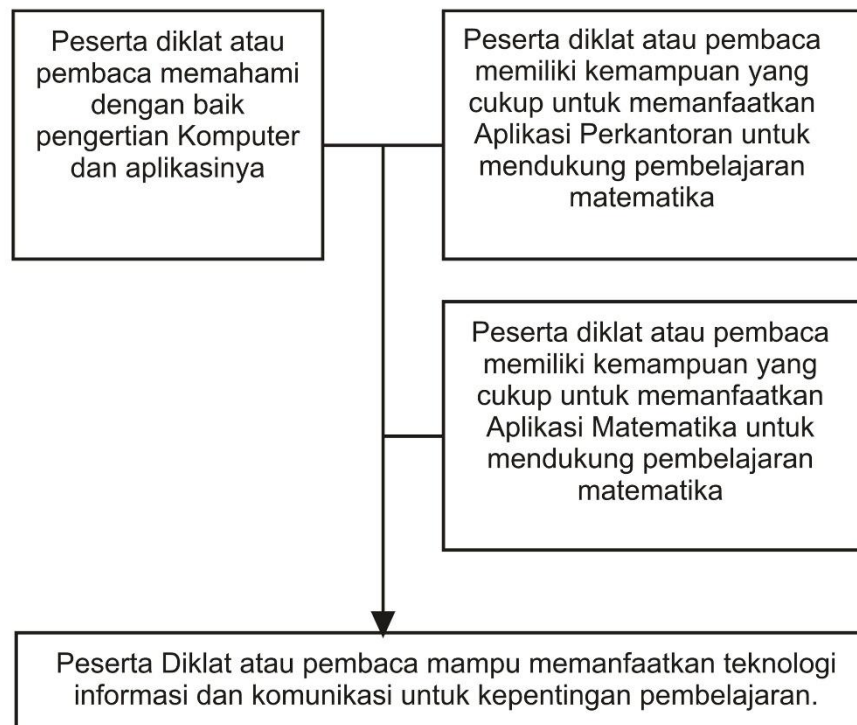 Peserta diklat atau
pembaca memahami
dengan baik
pengertian Komputer
dan aplikasinya
Peserta diklat atau pembaca
memiliki kemampuan yang
cukup untuk memanfaatkan
Aplikasi Perkantoran untuk
mendukung pembelajaran
matematika
Peserta diklat atau pembaca
memiliki kemampuan yang
cukup untuk memanfaatkan
Aplikasi Matematika untuk
mendukung pembelajaran
matematika
Peserta Diklat atau pembaca mampu memanfaatkan teknologi
informasi dan komunikasi untuk kepentingan pembelajaran.